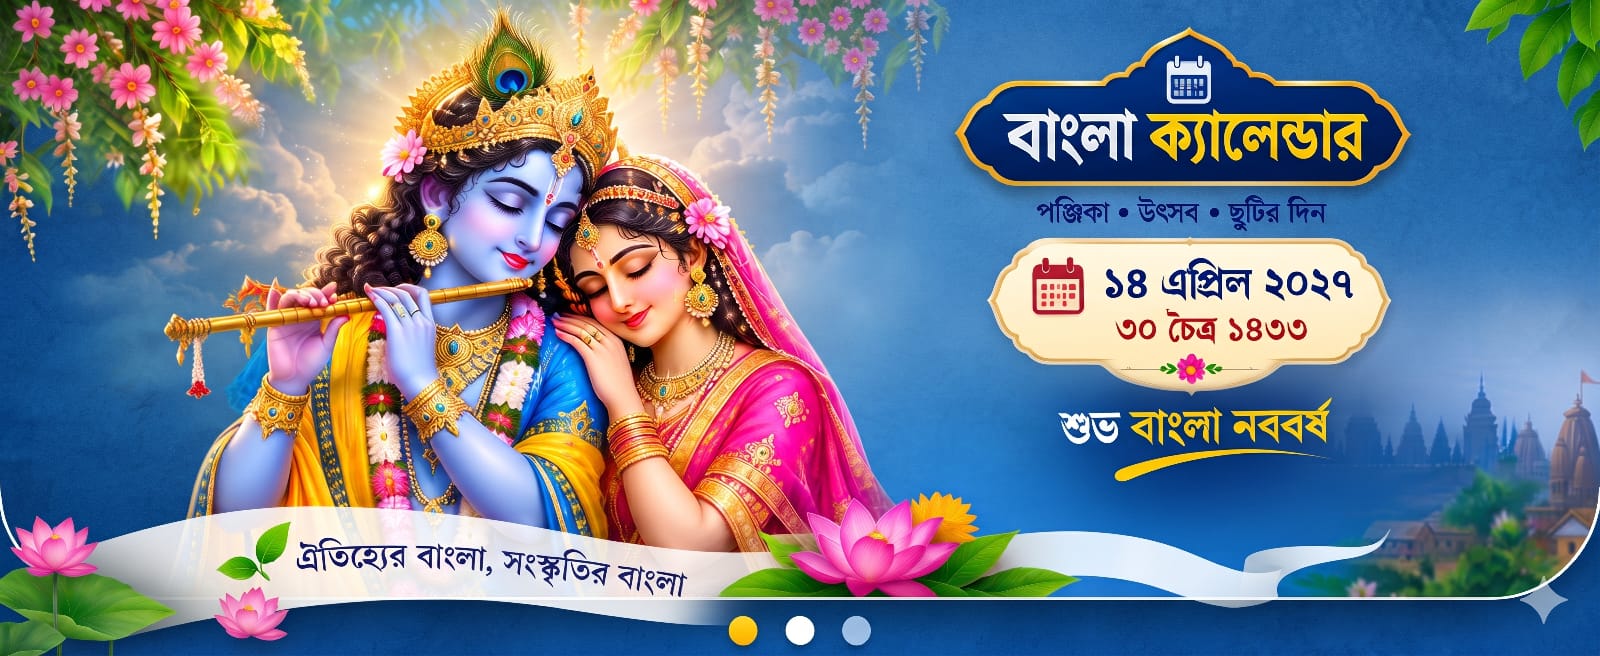 বাংলা ক্যালেন্ডার
পঞ্জিকা • উৎসব • ছুটির দিন
১৪ এপ্রিল ২০২৭
৩০ চৈত্র ১৪৩৩
শুভ বাংলা নববর্ষ
ঐতিহ্যের বাংলা, সংস্কৃতির বাংলা